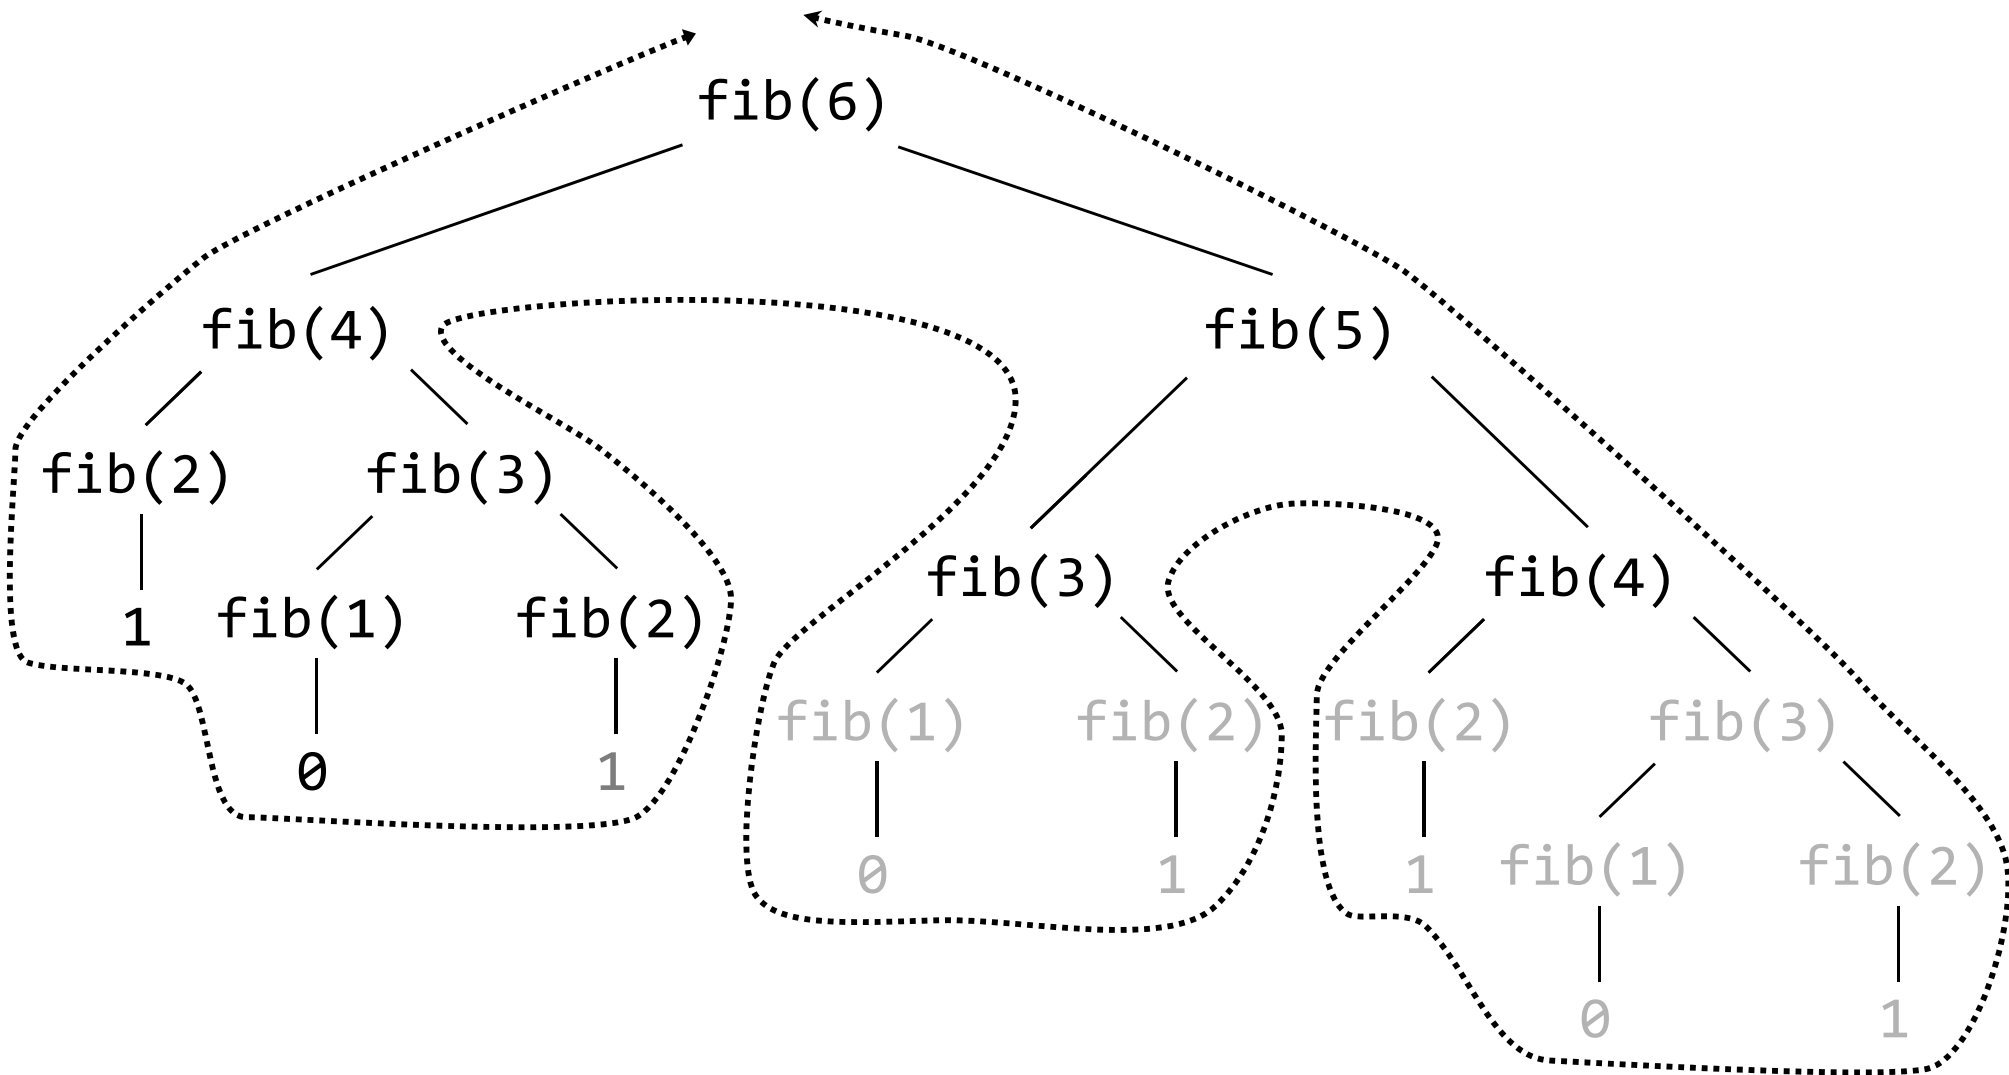 fib(6)
fib(4) fib(5)
fib(2) fib(3)
fib(3) fib(4)
1 fib(1) fib(2)
fib(1) fib(2) fib(2) fib(3)
0 1
0 1 1 fib(1) fib(2)
0 1